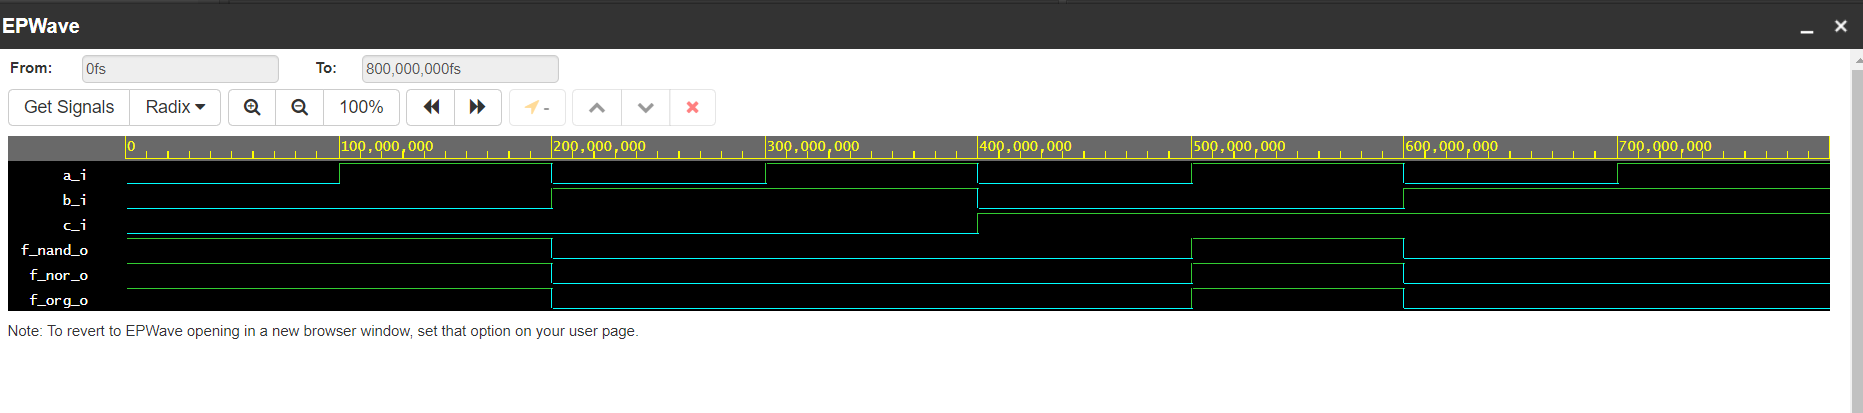 EPWave
From: 0fs To: 800,000,000fs
Get Signals Radix 100% -
0 100,000,000 200,000,000 300,000,000 400,000,000 500,000,000 600,000,000 700,000,000
a_i
b_i
c_i
f_nand_o
f_nor_o
f_org_o
Note: To revert to EPWave opening in a new browser window, set that option on your user page.